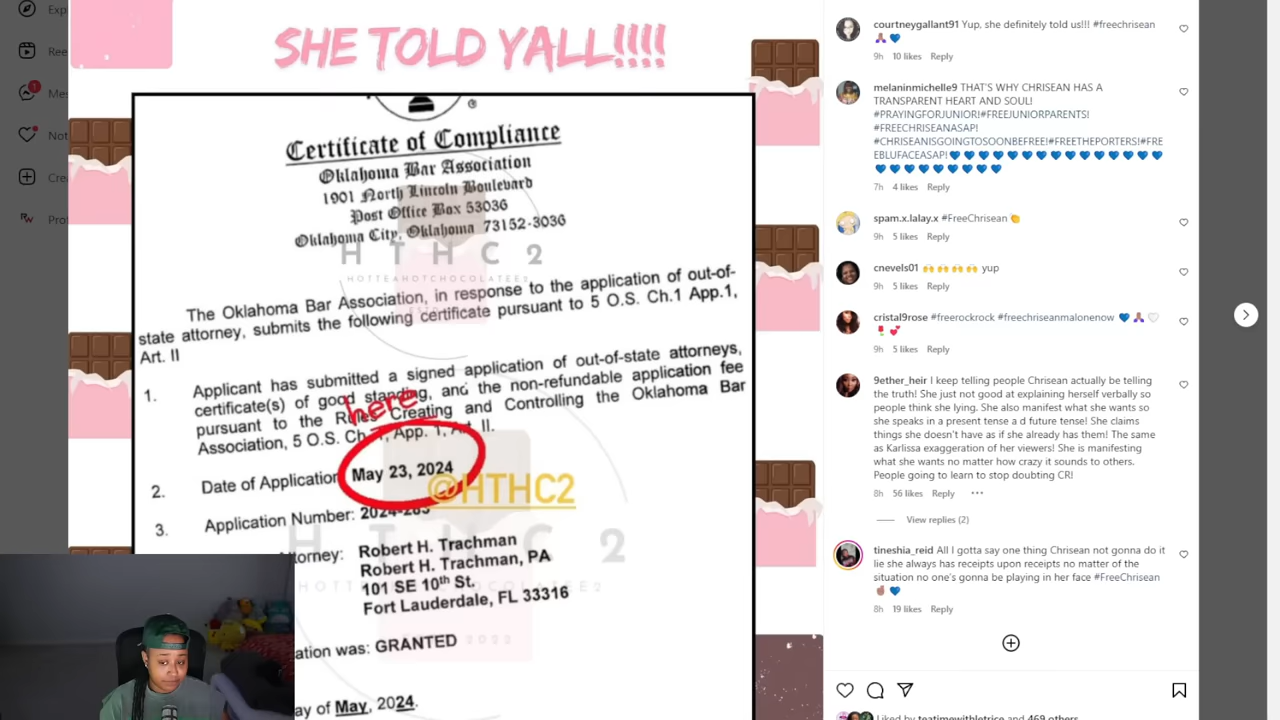 Exp
Ree
1
Me
Not
Cre
RW Pro
SHE TOLD YALL!!!!
®
Certificate of Compliance
Oklahoma Bar Association
1901 North Lincoln Boulevard
Post Office Box 53036
Oklahoma City, Oklahoma 73152-3036
H T H C 2
HOTTEAHOTCHOCOLATEE2
The Oklahoma Bar Association, in response to the application of out-of-
state attorney, submits the following certificate pursuant to 5 O.S. Ch.1 App.1,
Art. II
1. Applicant has submitted a signed application of out-of-state attorneys,
certificate(s) of good standing, and the non-refundable application fee
pursuant to the Rules Creating and Controlling the Oklahoma Bar
Association, 5 O.S. Ch. 1, App. 1, Art. II.
here
2. Date of Application May 23, 2024
@HTHC2
3. Application Number: 2024-283
H T H C 2
torney: Robert H. Trachman
Robert H. Trachman, PA
101 SE 10th St.
Fort Lauderdale, FL 33316
ation was: GRANTED
ay of May, 2024.
courtneygallant91 Yup, she definitely told us!!! #freechrisean
🙏🏽 💙
9h 10 likes Reply
melaninmichelle9 THAT'S WHY CHRISEAN HAS A
TRANSPARENT HEART AND SOUL!
#PRAYINGFORJUNIOR!#FREEJUNIORPARENTS!
#FREECHRISEANASAP!
#CHRISEANISGOINGTOSOONBEFREE!#FREETHEPORTERS!#FRE
EBLUFACEASAP!💙💙💙💙💙💙💙💙💙💙💙💙💙💙💙
💙💙💙💙💙💙💙💙💙
7h 4 likes Reply
spam.x.lalay.x #FreeChrisean 👏
9h 5 likes Reply
cnevels01 🙌 🙌 🙌 🙌 yup
9h 5 likes Reply
cristal9rose #freerockrock #freechriseanmalonenow 💙 🙏🏽 🤍
🌹 💕
9h 5 likes Reply
9ether_heir I keep telling people Chrisean actually be telling
the truth! She just not good at explaining herself verbally so
people think she lying. She also manifest what she wants so
she speaks in a present tense a d future tense! She claims
things she doesn't have as if she already has them! The same
as Karlissa exaggeration of her viewers! She is manifesting
what she wants no matter how crazy it sounds to others.
People going to learn to stop doubting CR!
8h 56 likes Reply •••
View replies (2)
tineshia_reid All I gotta say one thing Chrisean not gonna do it
lie she always has receipts upon receipts no matter of the
situation no one's gonna be playing in her face #FreeChrisean
💙
8h 19 likes Reply
Liked by teatimewithletrice and 469 others